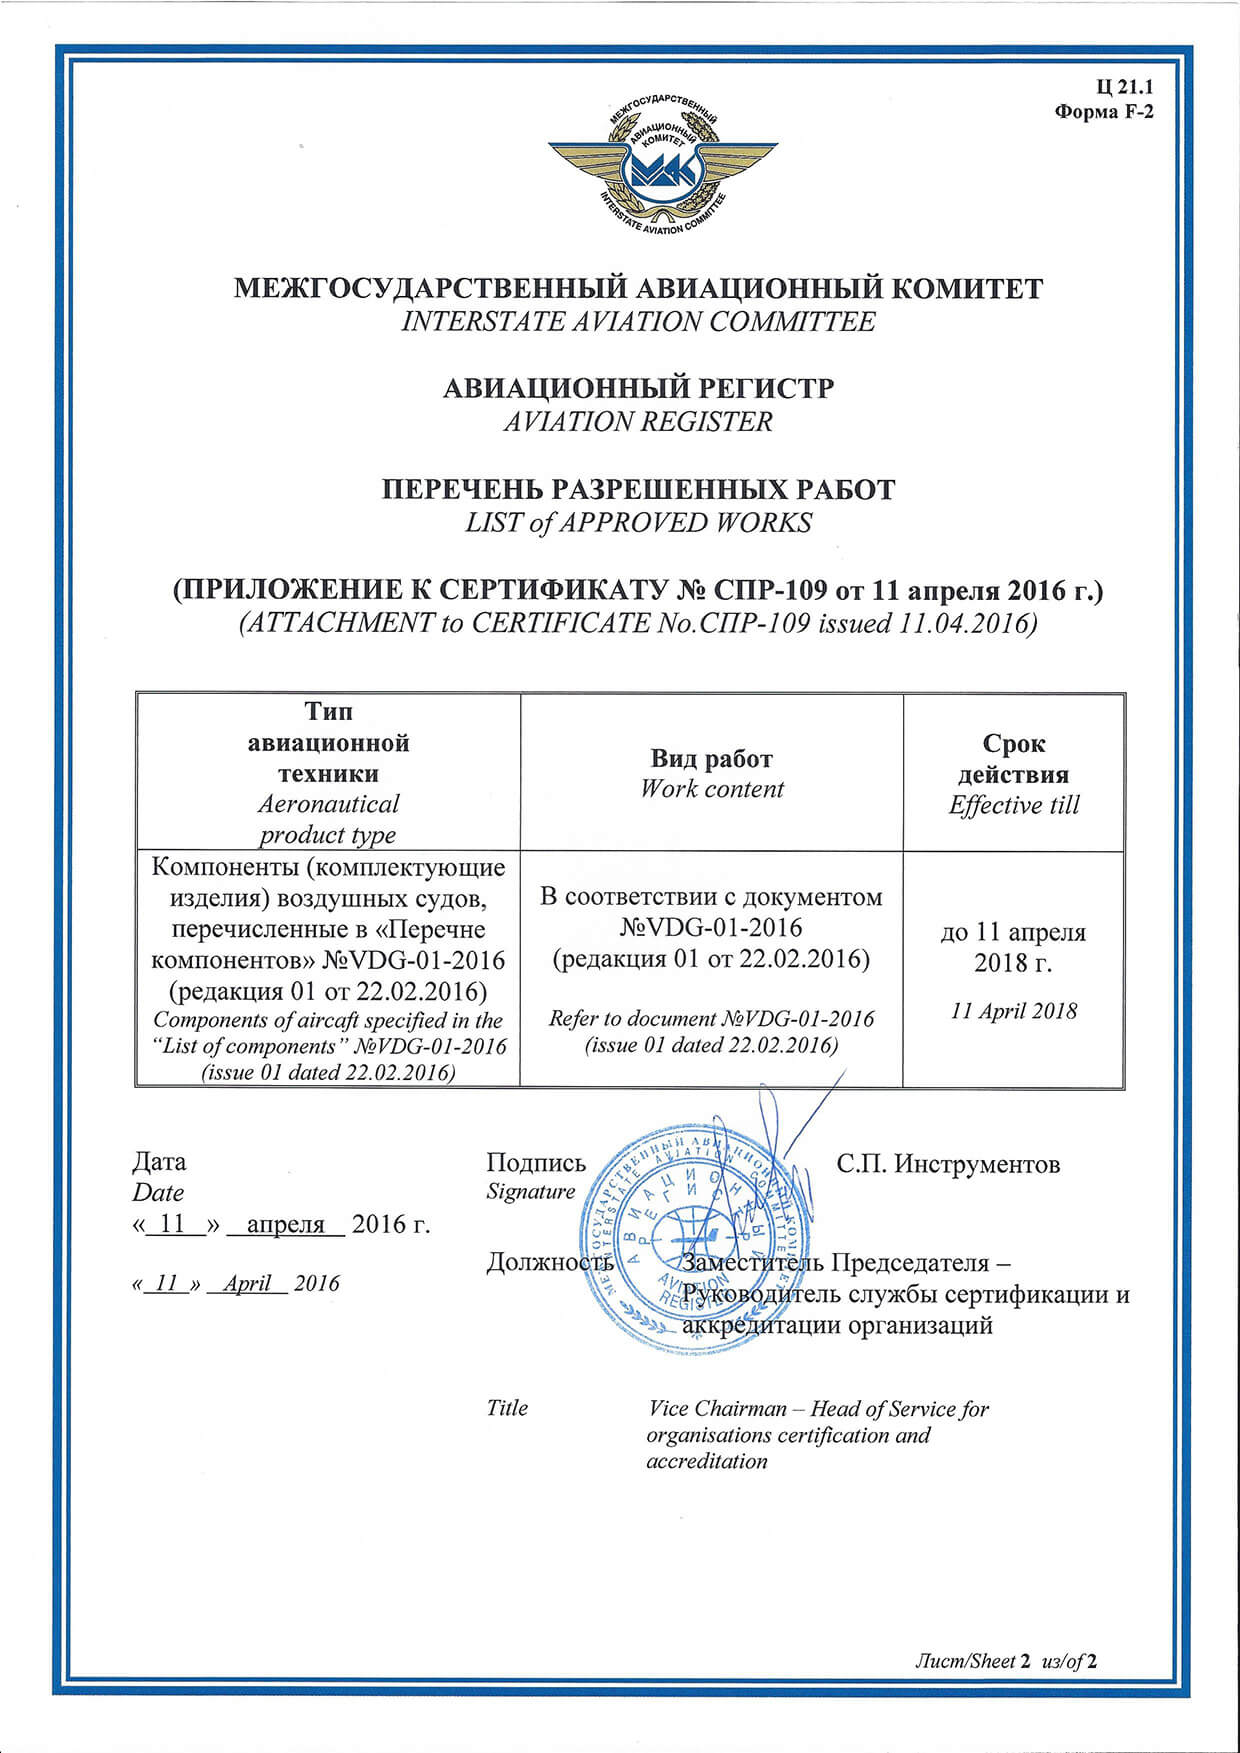 Ц 21.1
Форма F-2
МЕЖГОСУДАРСТВЕННЫЙ
АВИАЦИОННЫЙ
КОМИТЕТ
МАК
INTERSTATE AVIATION COMMITTEE
МЕЖГОСУДАРСТВЕННЫЙ АВИАЦИОННЫЙ КОМИТЕТ
INTERSTATE AVIATION COMMITTEE
АВИАЦИОННЫЙ РЕГИСТР
AVIATION REGISTER
ПЕРЕЧЕНЬ РАЗРЕШЕННЫХ РАБОТ
LIST of APPROVED WORKS
(ПРИЛОЖЕНИЕ К СЕРТИФИКАТУ № СПР-109 от 11 апреля 2016 г.)
(ATTACHMENT to CERTIFICATE No.СПР-109 issued 11.04.2016)
Тип
авиационной
техники
Aeronautical
product type
Вид работ
Work content
Срок
действия
Effective till
Компоненты (комплектующие
изделия) воздушных судов,
перечисленные в «Перечне
компонентов» №VDG-01-2016
(редакция 01 от 22.02.2016)
Components of aircaft specified in the
“List of components” №VDG-01-2016
(issue 01 dated 22.02.2016)
В соответствии с документом
№VDG-01-2016
(редакция 01 от 22.02.2016)
Refer to document №VDG-01-2016
(issue 01 dated 22.02.2016)
до 11 апреля
2018 г.
11 April 2018
Дата
Date
« 11 » апреля 2016 г.
« 11 » April 2016
Подпись
Signature
С.П. Инструментов
Должность
Заместитель Председателя –
Руководитель службы сертификации и
аккредитации организаций
МЕЖГОСУДАРСТВЕННЫЙ АВИАЦИОННЫЙ КОМИТЕТ
INTERSTATE AVIATION COMMITTEE
АВИАЦИОННЫЙ
РЕГИСТР
AVIATION
REGISTER
Title
Vice Chairman – Head of Service for
organisations certification and
accreditation
Лист/Sheet 2 из/of 2